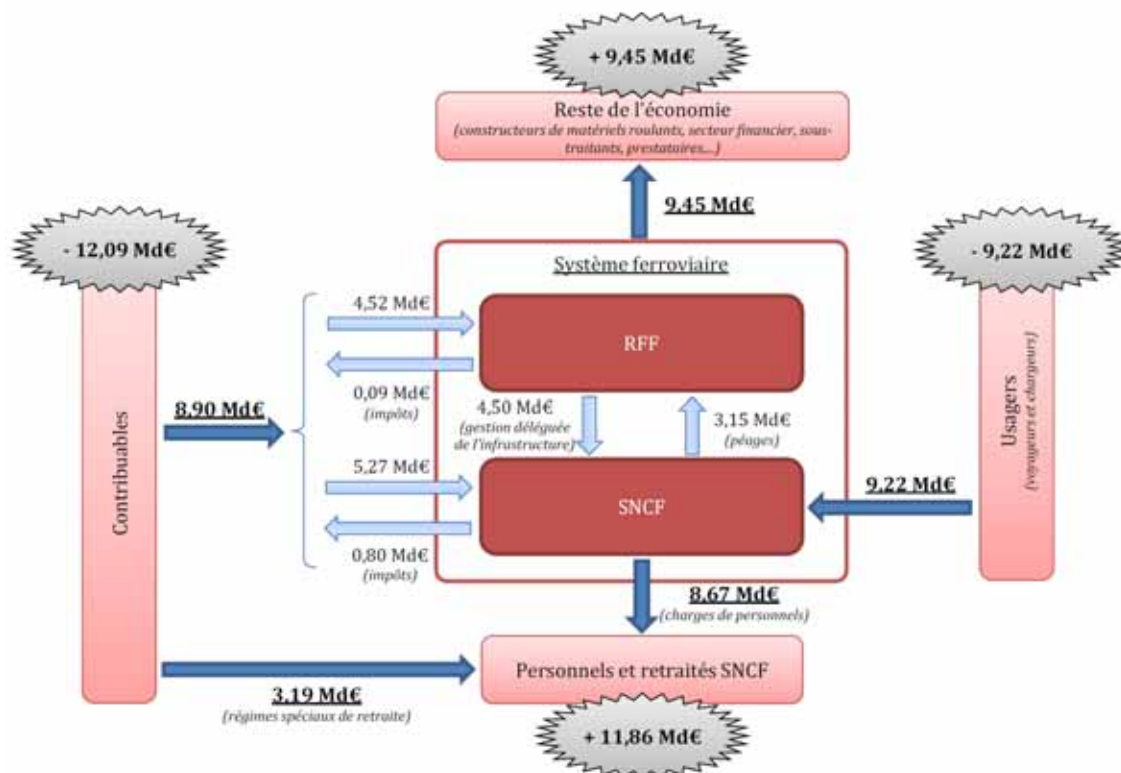 + 9,45 Md€
Reste de l'économie
(constructeurs de matériels roulants, secteur financier, sous-
traitants, prestataires,...)
9,45 Md€
- 12,09 Md€
- 9,22 Md€
Système ferroviaire
4,52 Md€
RFF
0,09 Md€
(impôts)
8,90 Md€
4,50 Md€
(gestion déléguée
de l'infrastructure)
3,15 Md€
(péages)
Contribuables
Usagers
(voyageurs et chargeurs)
5,27 Md€
SNCF
9,22 Md€
0,80 Md€
(impôts)
8,67 Md€
(charges de personnels)
Personnels et retraités SNCF
3,19 Md€
(régimes spéciaux de retraite)
+ 11,86 Md€